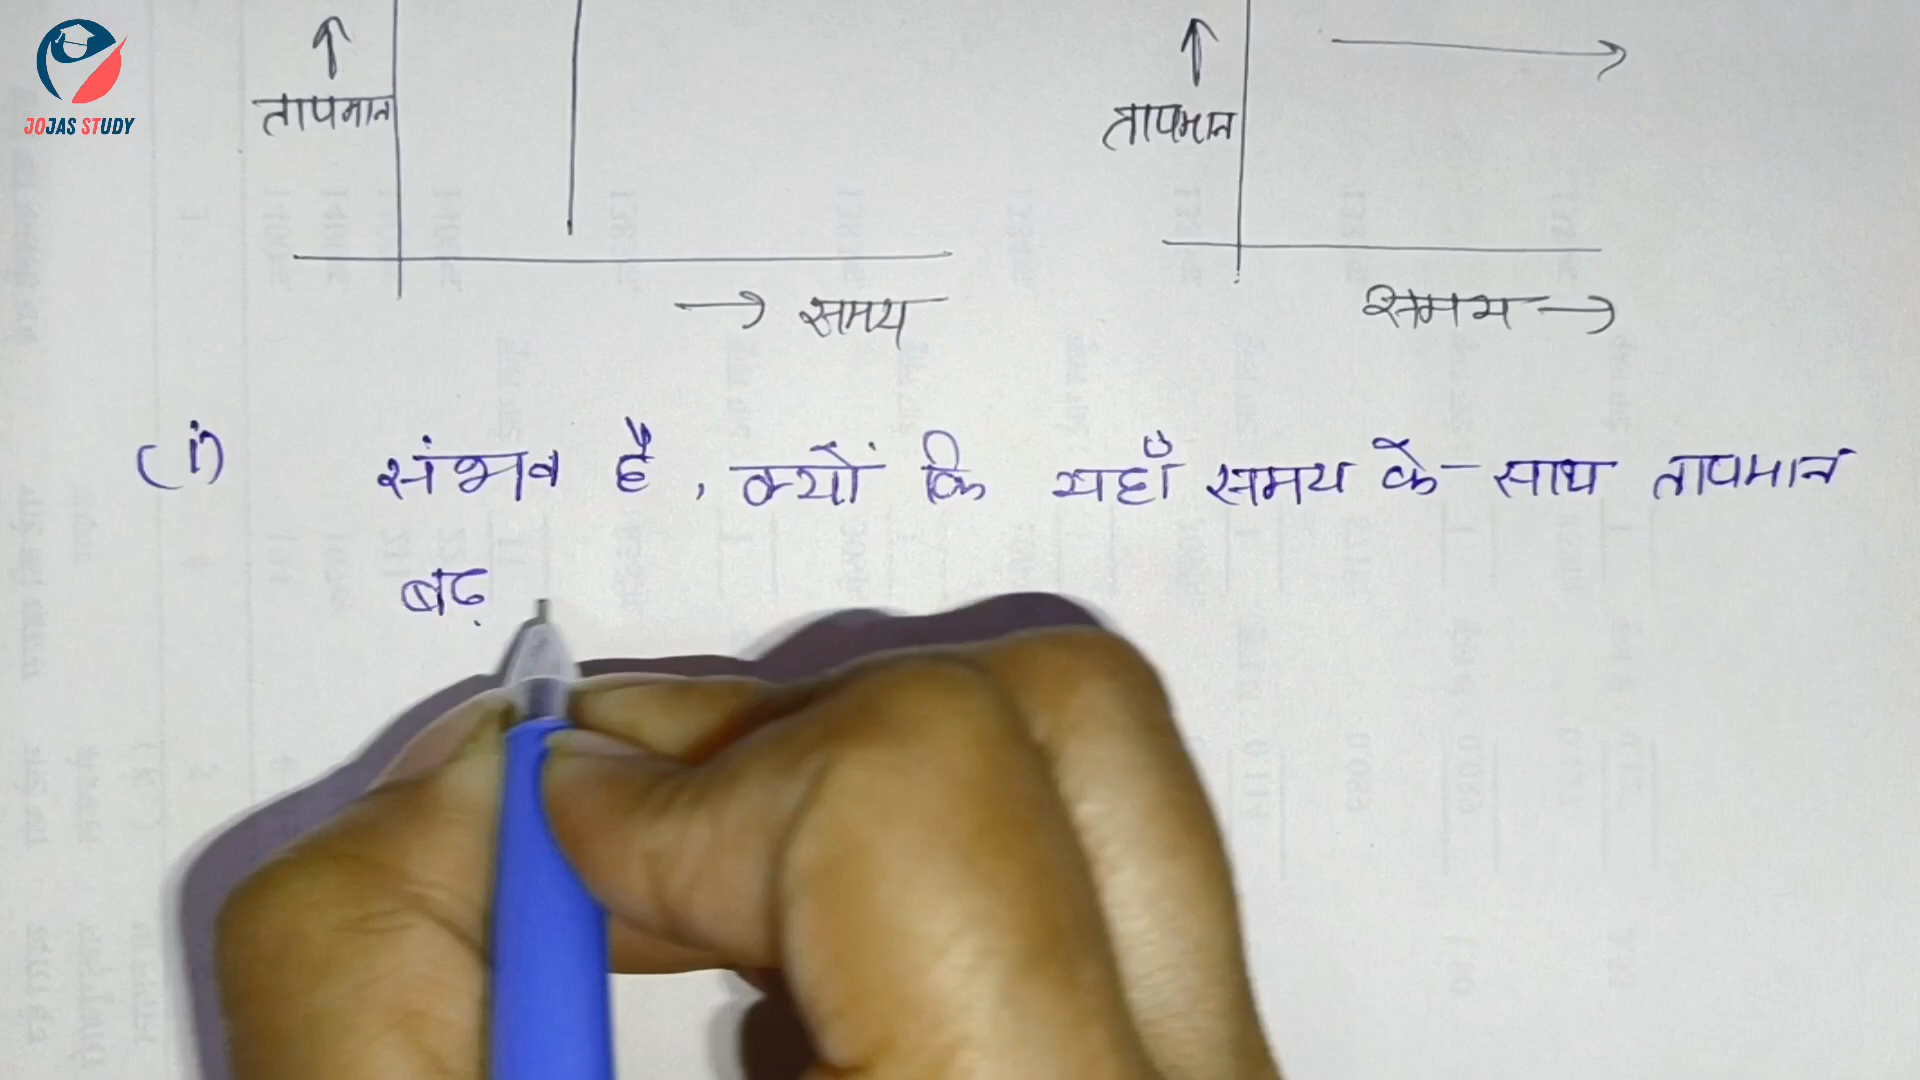 JOJAS STUDY
तापमान
समय
तापमान
समय
(i) संभव है, क्यों कि यहाँ समय के साथ तापमान
बढ़